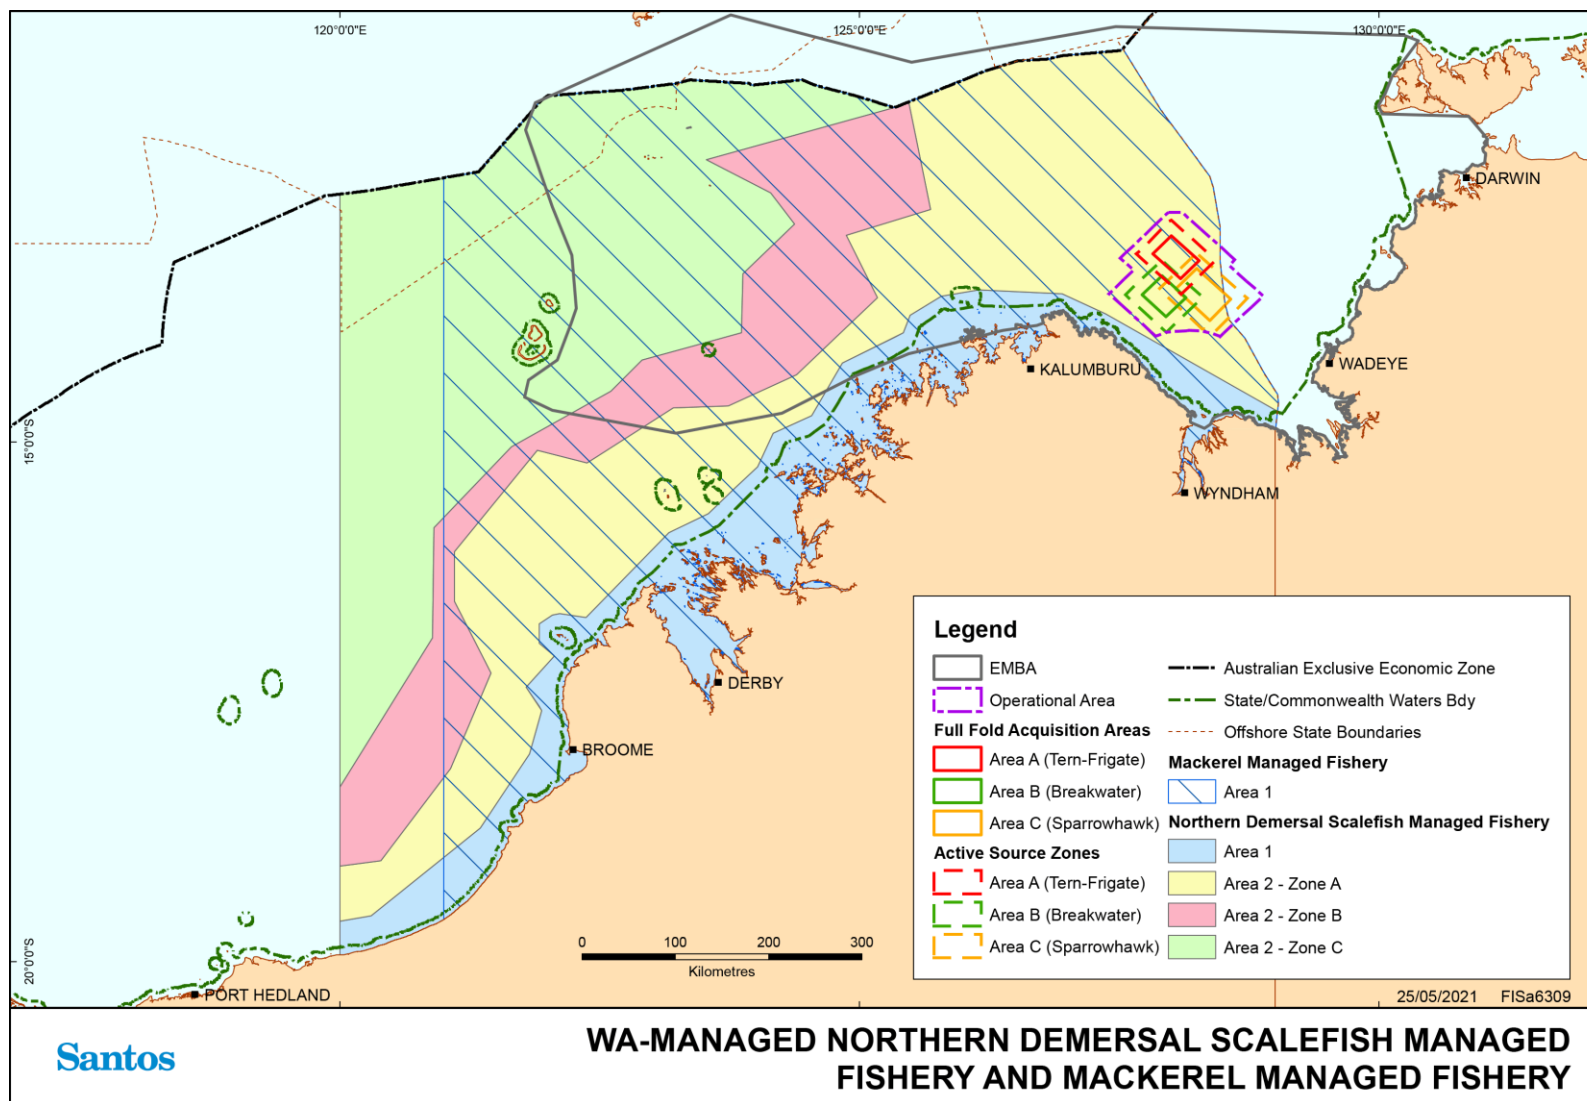 120°0'0"E
125°0'0"E
130°0'0"E
DARWIN
WADEYE
KALUMBURU
WYNDHAM
15°0'0"S
DERBY
BROOME
20°0'0"S
PORT HEDLAND
0 100 200 300
Kilometres
Legend
EMBA
Operational Area
Full Fold Acquisition Areas
Area A (Tern-Frigate)
Area B (Breakwater)
Area C (Sparrowhawk)
Active Source Zones
Area A (Tern-Frigate)
Area B (Breakwater)
Area C (Sparrowhawk)
Australian Exclusive Economic Zone
State/Commonwealth Waters Bdy
Offshore State Boundaries
Mackerel Managed Fishery
Area 1
Northern Demersal Scalefish Managed Fishery
Area 1
Area 2 - Zone A
Area 2 - Zone B
Area 2 - Zone C
25/05/2021 FISa6309
Santos
WA-MANAGED NORTHERN DEMERSAL SCALEFISH MANAGED
FISHERY AND MACKEREL MANAGED FISHERY